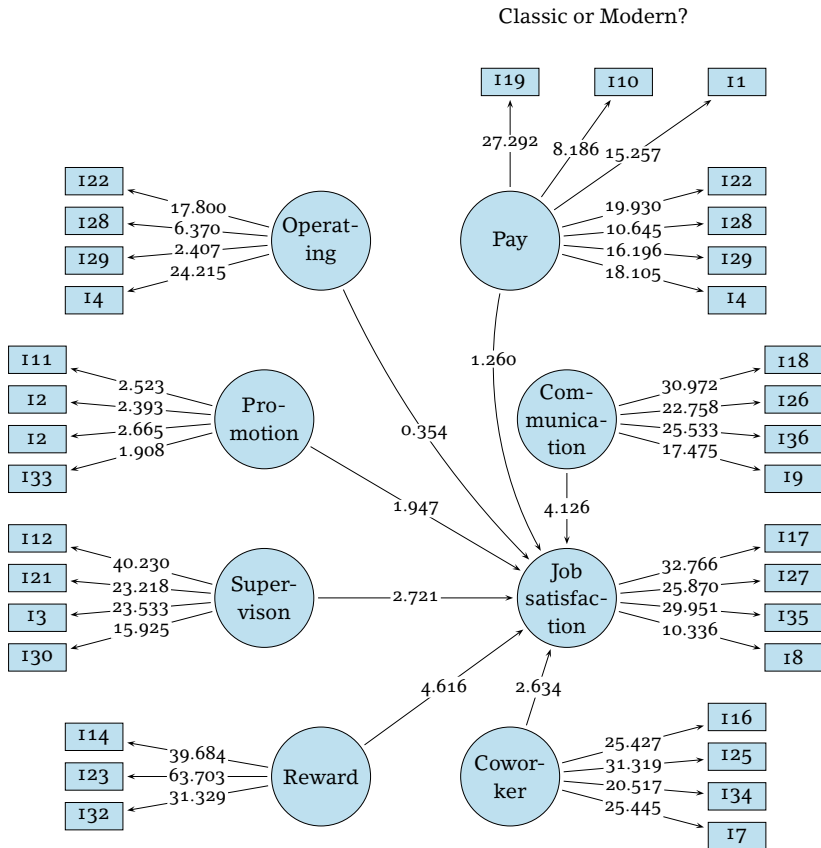 Classic or Modern?
I19
I10
I1
27.292
8.186
15.257
I22
I28
I29
I4
17.800
6.370
2.407
24.215
Operat-
ing
Pay
19.930
10.645
16.196
18.105
I22
I28
I29
I4
I11
I2
I2
I33
2.523
2.393
2.665
1.908
Pro-
motion
0.354
1.260
1.947
Com-
munica-
tion
30.972
22.758
25.533
17.475
I18
I26
I36
I9
4.126
I12
I21
I3
I30
40.230
23.218
23.533
15.925
Super-
vison
2.721
Job
satisfac-
tion
32.766
25.870
29.951
10.336
I17
I27
I35
I8
4.616
2.634
I14
I23
I32
39.684
63.703
31.329
Reward
Cowor-
ker
25.427
31.319
20.517
25.445
I16
I25
I34
I7